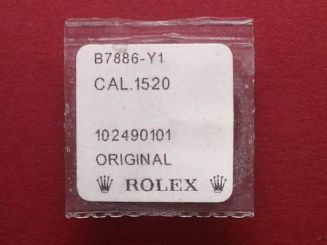 B7886-Y1
CAL.1520
102490101
ORIGINAL
ROLEX